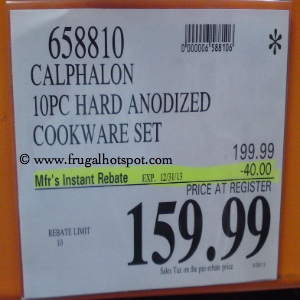 658810
0000006588106
*
CALPHALON
10PC HARD ANODIZED
COOKWARE SET
© www.frugalhotspot.com
199.99
Mfr's Instant Rebate EXP. 12/31/13 -40.00
PRICE AT REGISTER
REBATE LIMIT
10
159.99
Sales Tax on the pre-rebate price